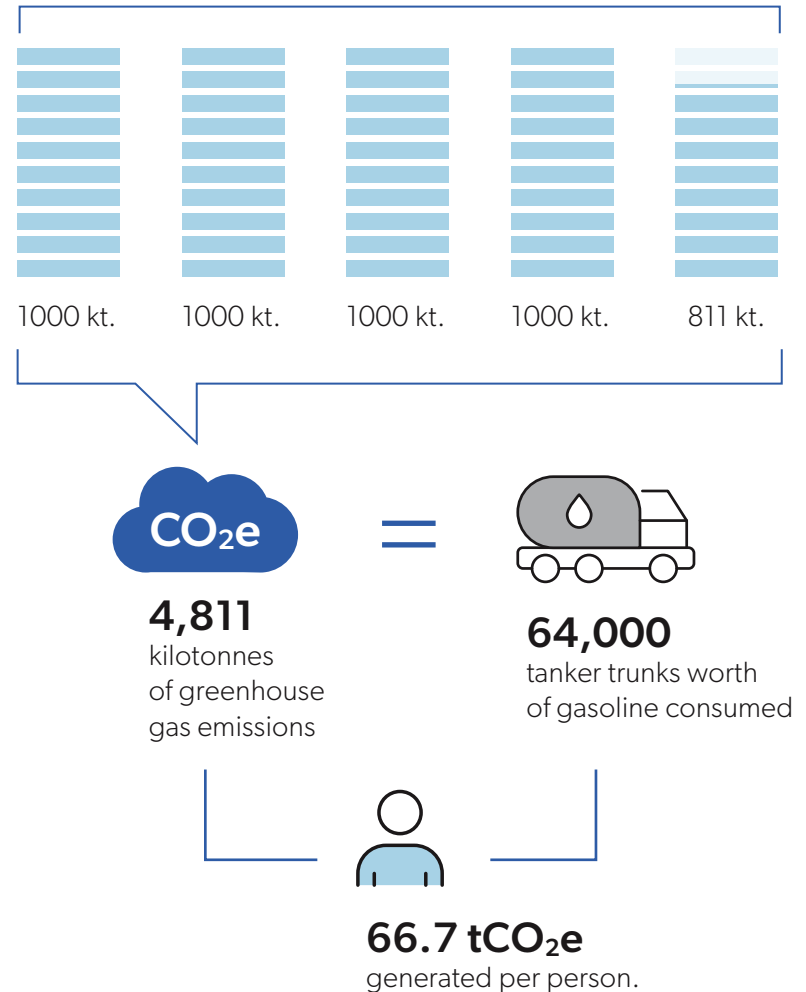 1000 kt.
1000 kt.
1000 kt.
1000 kt.
811 kt.
CO₂e
4,811
kilotonnes
of greenhouse
gas emissions
64,000
tanker trunks worth
of gasoline consumed
66.7 tCO₂e
generated per person.